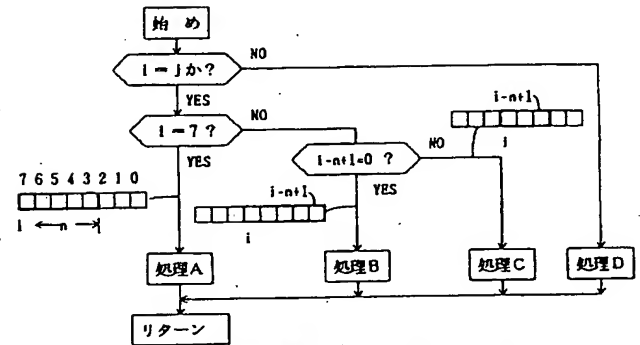 始め
i = jか?
NO
YES
i = 7 ?
NO
YES
i-n+1=0 ?
NO
YES
i-n+1
i
7 6 5 4 3 2 1 0
i ← n →
i-n+1
i
処理A
処理B
処理C
処理D
リターン